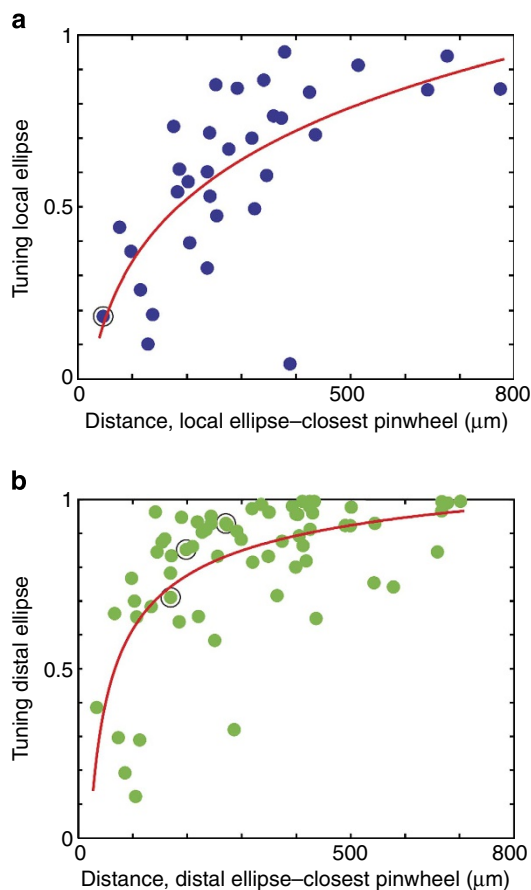 a
1
Tuning local ellipse
0.5
0
0 500 800
Distance, local ellipse–closest pinwheel (μm)
b
1
Tuning distal ellipse
0.5
0
0 500 800
Distance, distal ellipse–closest pinwheel (μm)